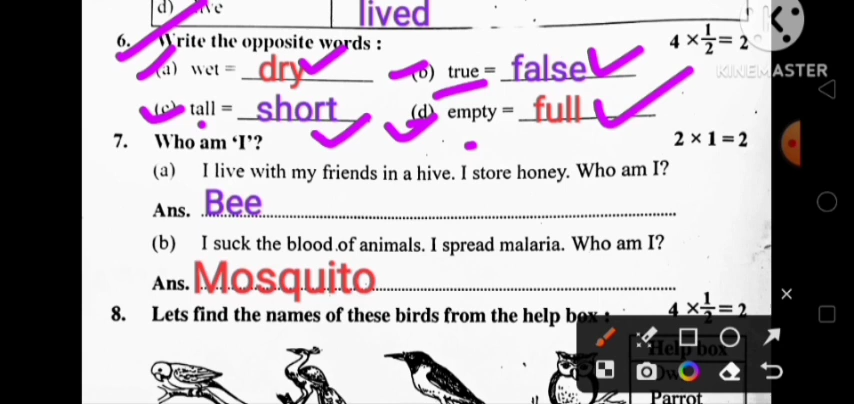 d) lived
6. Write the opposite words : 4 × 1/2 = 2
(a) wet = dry (b) true = false
KINEMASTER
(c) tall = short (d) empty = full
7. Who am 'I'? 2 × 1 = 2
(a) I live with my friends in a hive. I store honey. Who am I?
Ans. Bee
(b) I suck the blood of animals. I spread malaria. Who am I?
Ans. Mosquito
8. Lets find the names of these birds from the help box : 4 × 1/2 = 2
Help box
Parrot